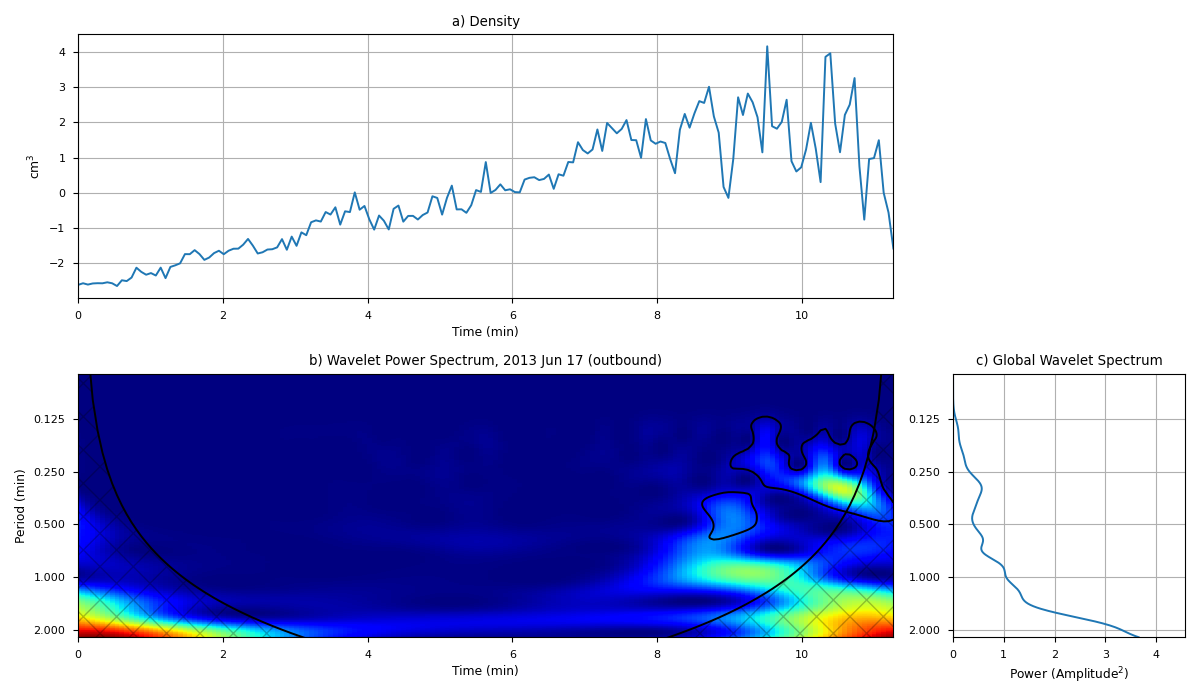 a) Density
4
3
2
1
0
−1
−2
cm³
0 2 4 6 8 10
Time (min)
b) Wavelet Power Spectrum, 2013 Jun 17 (outbound)
0.125
0.250
0.500
1.000
2.000
Period (min)
0 2 4 6 8 10
Time (min)
c) Global Wavelet Spectrum
0.125
0.250
0.500
1.000
2.000
0 1 2 3 4
Power (Amplitude²)